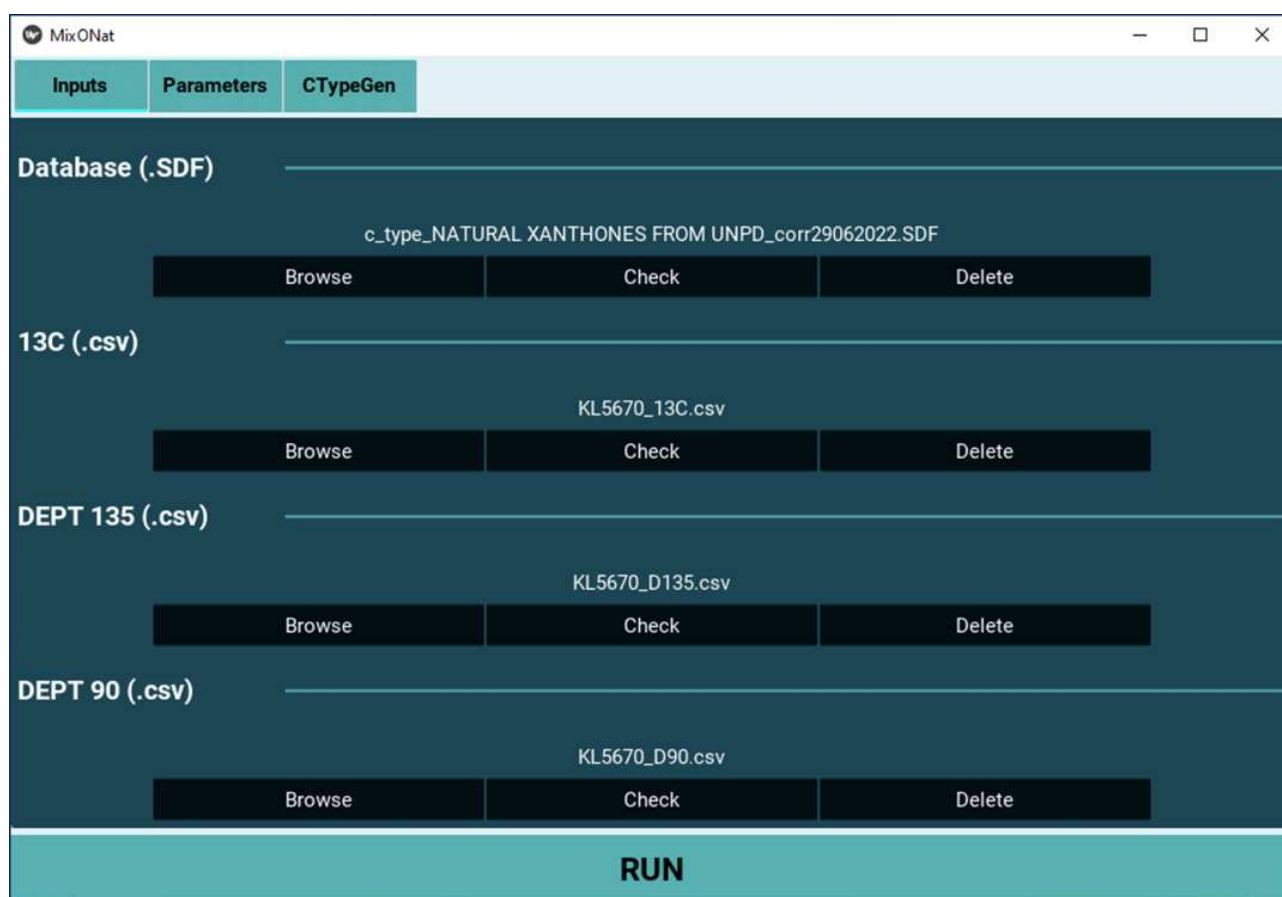 MixONat
Inputs Parameters CTypeGen
Database (.SDF)
c_type_NATURAL XANTHONES FROM UNPD_corr29062022.SDF
Browse Check Delete
13C (.csv)
KL5670_13C.csv
Browse Check Delete
DEPT 135 (.csv)
KL5670_D135.csv
Browse Check Delete
DEPT 90 (.csv)
KL5670_D90.csv
Browse Check Delete
RUN